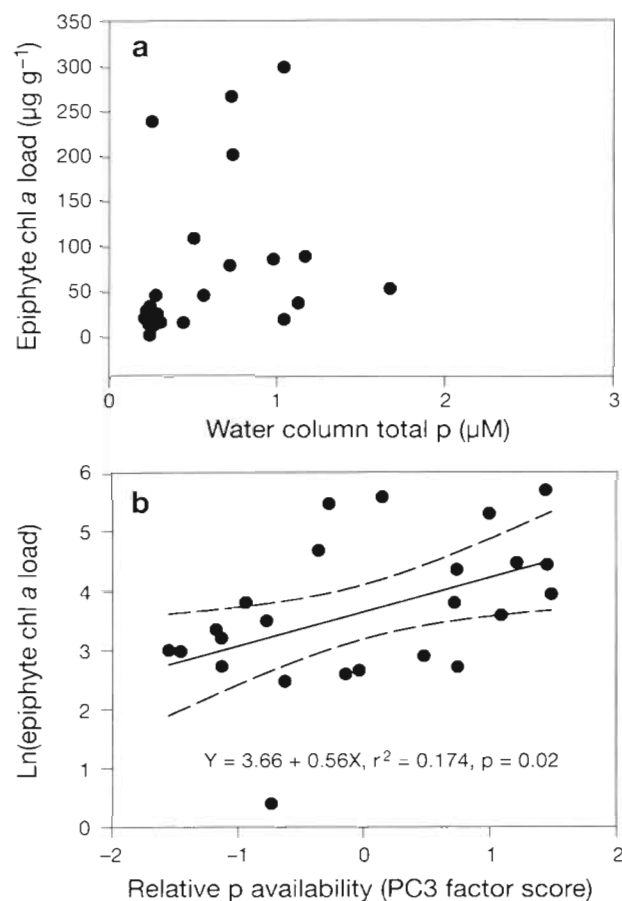 a
350
300
250
200
150
100
50
0
Epiphyte chl a load (µg g⁻¹)
0 1 2 3
Water column total p (µM)
b
6
5
4
3
2
1
0
Ln(epiphyte chl a load)
Y = 3.66 + 0.56X, r² = 0.174, p = 0.02
−2 −1 0 1 2
Relative p availability (PC3 factor score)